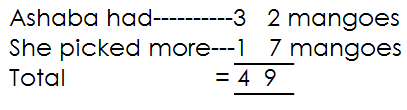 Ashaba had----------3 2 mangoes
She picked more---1 7 mangoes
Total = 4 9